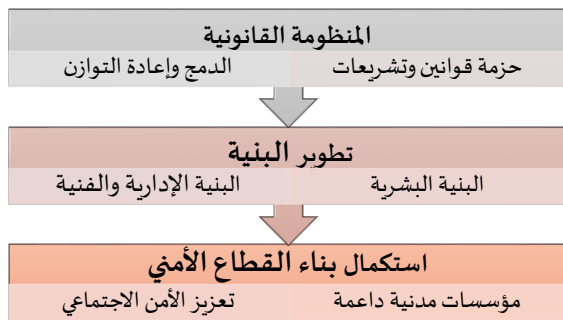 المنظومة القانونية
حزمة قوانين وتشريعات
الدمج وإعادة التوازن
تطوير البنية
البنية البشرية
البنية الإدارية والفنية
استكمال بناء القطاع الأمني
مؤسسات مدنية داعمة
تعزيز الأمن الاجتماعي